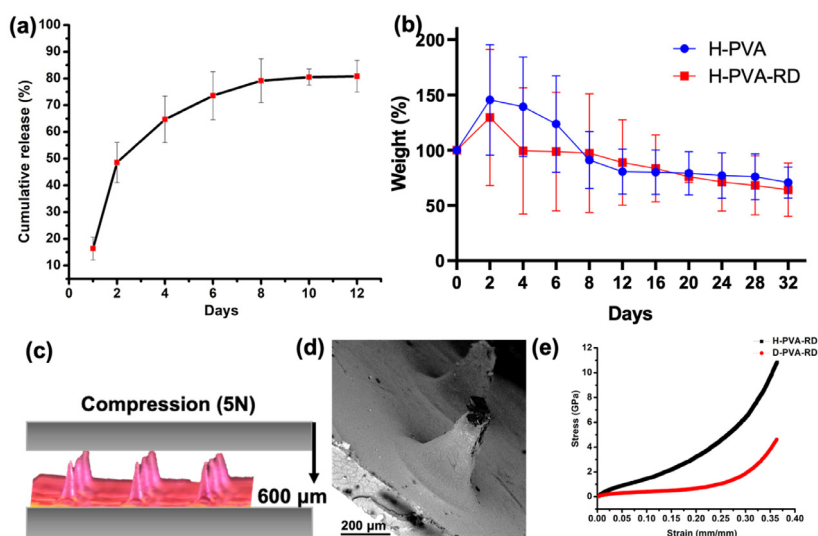 (a)
100
90
80
70
60
50
40
30
20
10
Cumulative release (%)
0 2 4 6 8 10 12
Days
(b)
200
150
100
50
0
Weight (%)
H-PVA
H-PVA-RD
0 2 4 6 8 12 16 20 24 28 32
Days
(c)
Compression (5N)
600 μm
(d)
200 μm
(e)
H-PVA-RD
D-PVA-RD
12
10
8
6
4
2
0
Stress (GPa)
0.00 0.05 0.10 0.15 0.20 0.25 0.30 0.35 0.40
Strain (mm/mm)